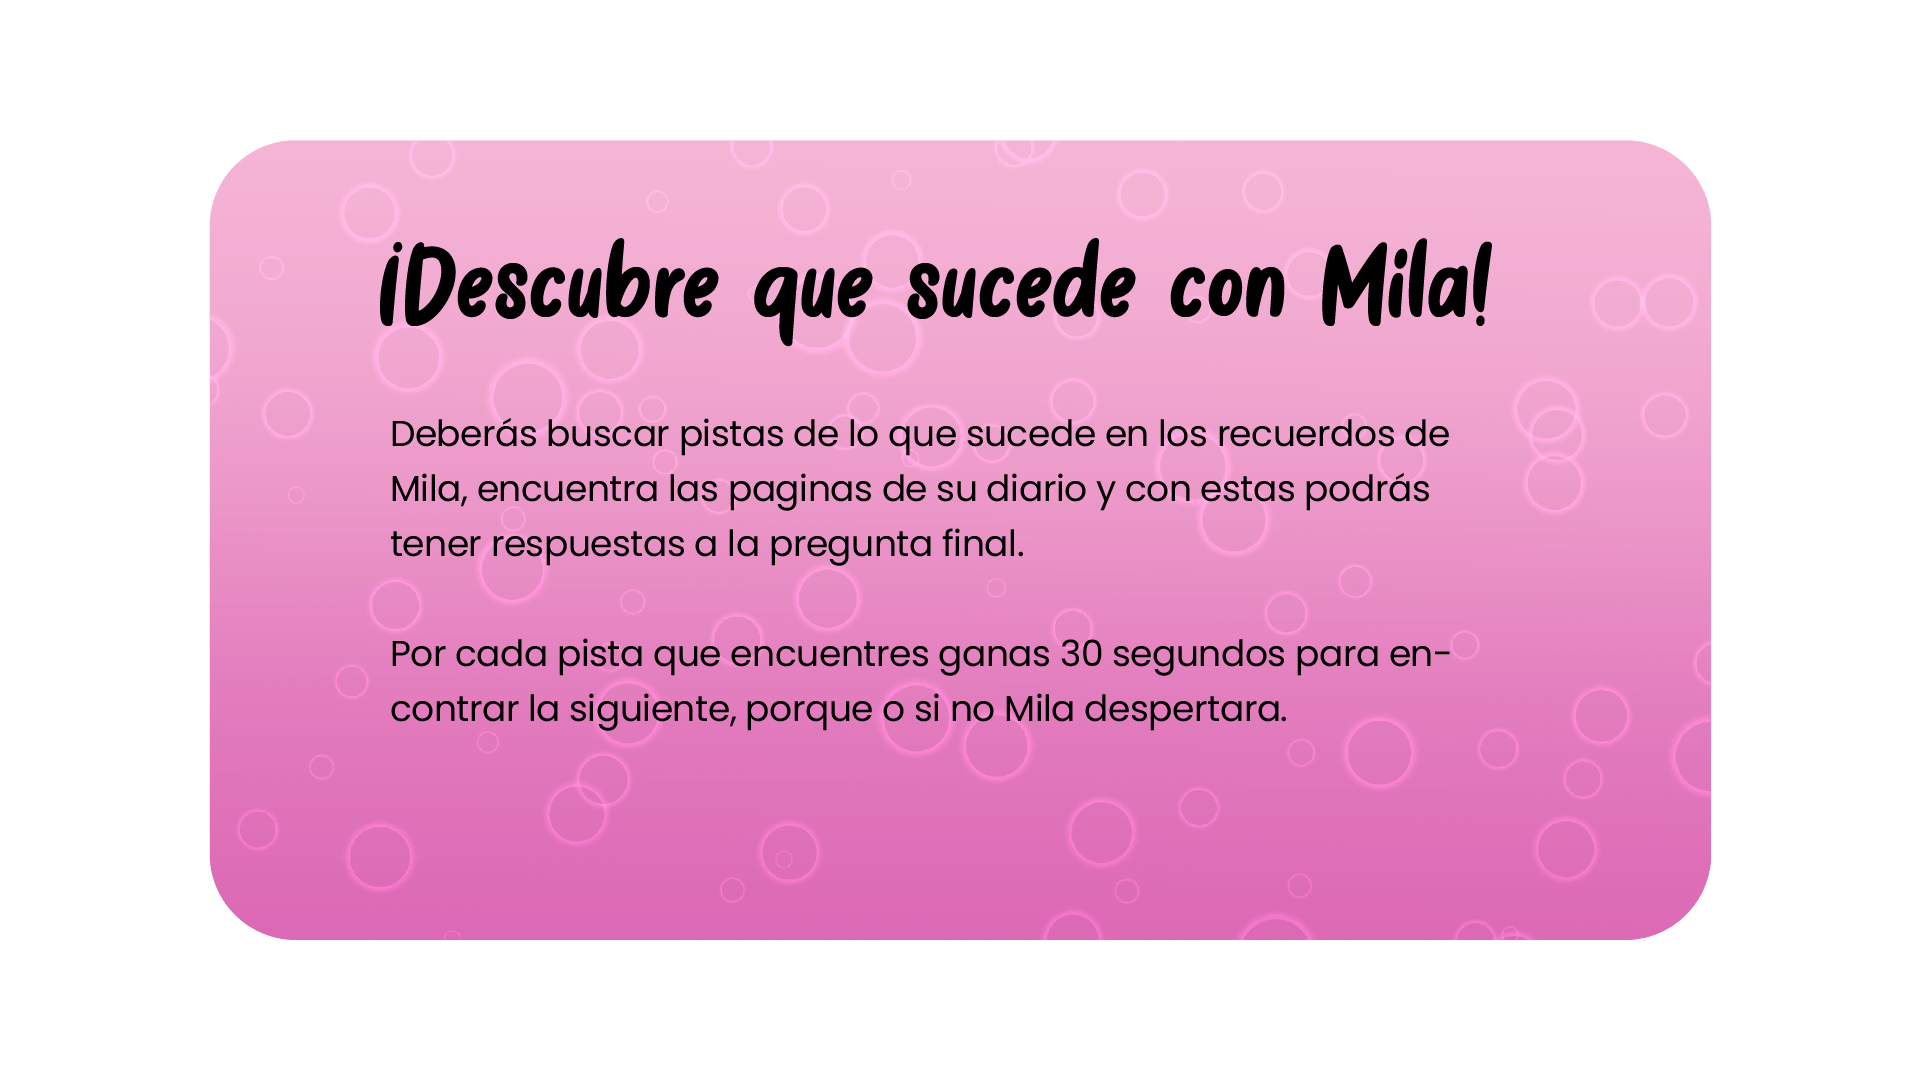 ¡Descubre que sucede con Mila!
Deberás buscar pistas de lo que sucede en los recuerdos de
Mila, encuentra las paginas de su diario y con estas podrás
tener respuestas a la pregunta final.
Por cada pista que encuentres ganas 30 segundos para en-
contrar la siguiente, porque o si no Mila despertara.